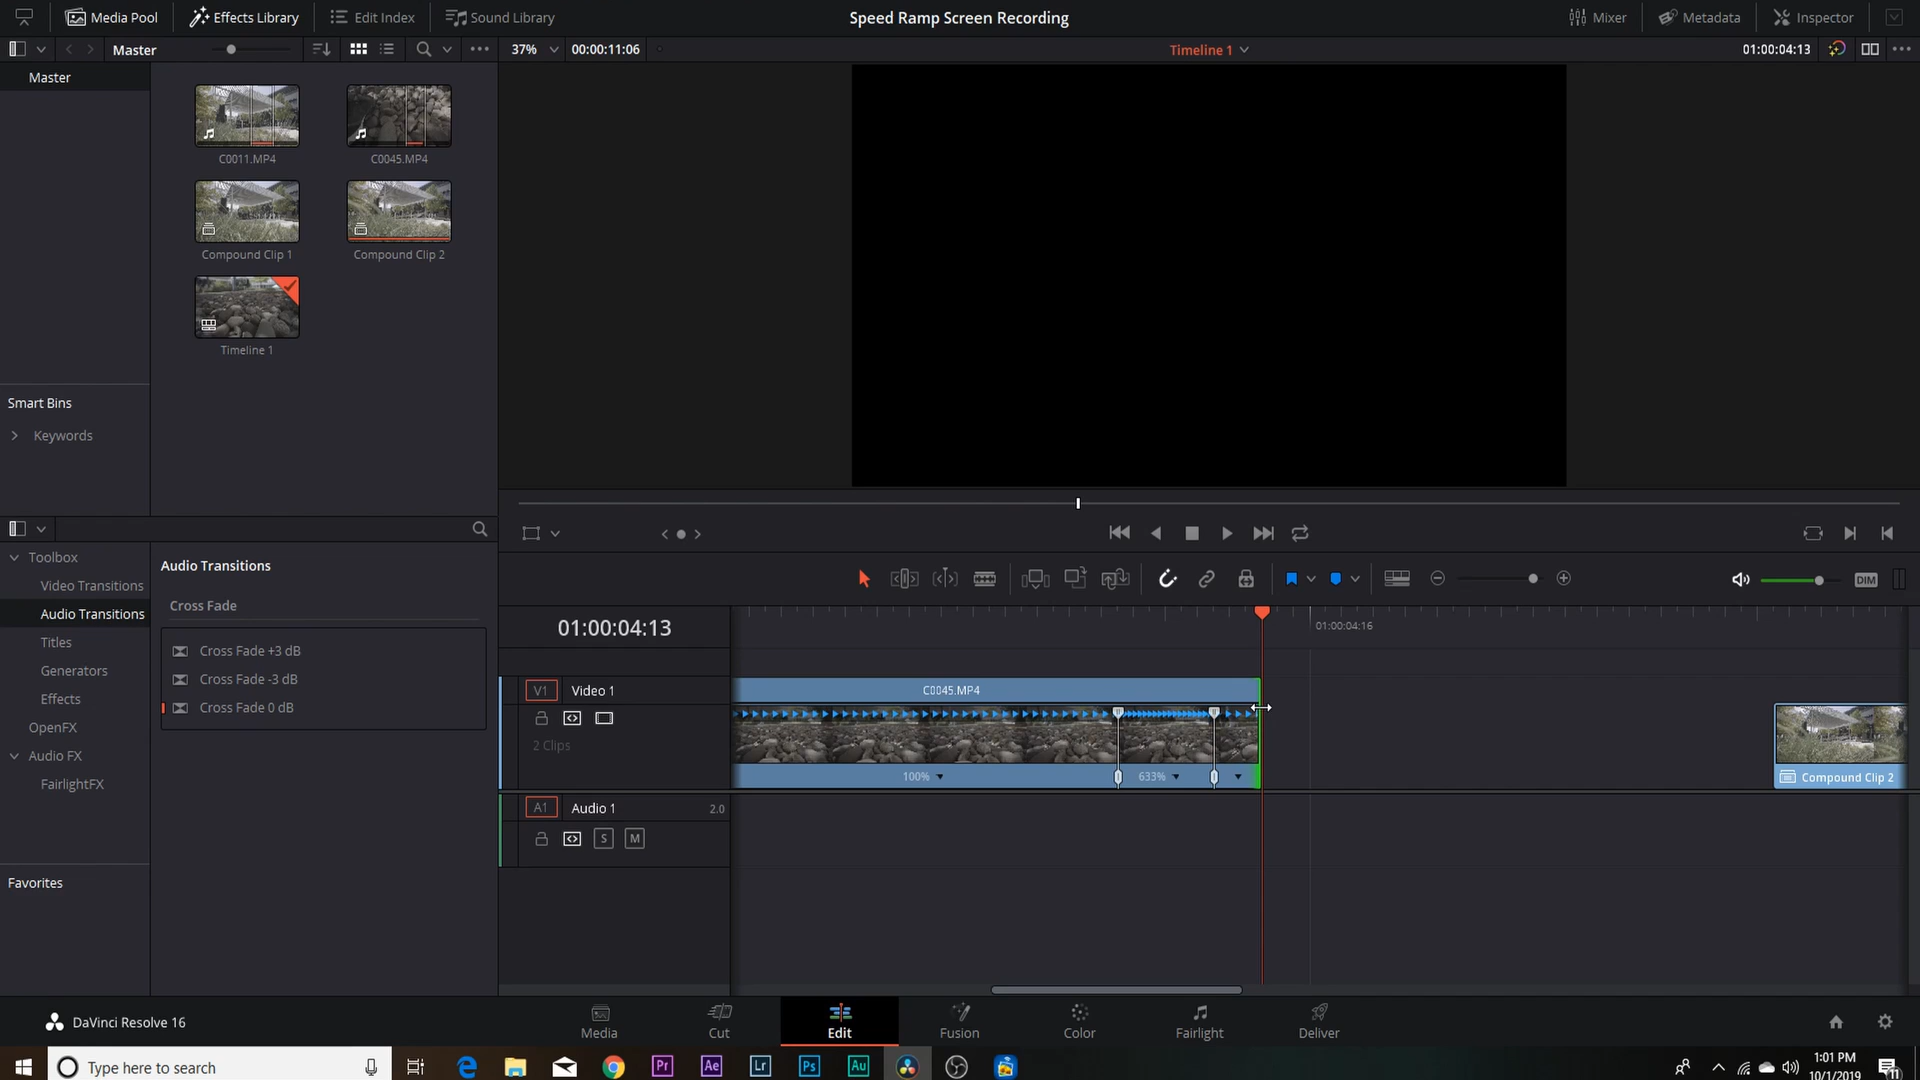 Media Pool
Effects Library
Edit Index
Sound Library
Speed Ramp Screen Recording
Mixer
Metadata
Inspector
Master
37%
00:00:11:06
Timeline 1
01:00:04:13
Master
C0011.MP4
C0045.MP4
Compound Clip 1
Compound Clip 2
Timeline 1
Smart Bins
Keywords
Toolbox
Video Transitions
Audio Transitions
Titles
Generators
Effects
OpenFX
Audio FX
FairlightFX
Favorites
Audio Transitions
Cross Fade
Cross Fade +3 dB
Cross Fade -3 dB
Cross Fade 0 dB
DIM
01:00:04:13
01:00:04:16
V1
Video 1
C0045.MP4
2 Clips
100%
633%
Compound Clip 2
A1
Audio 1
2.0
S
M
DaVinci Resolve 16
Media
Cut
Edit
Fusion
Color
Fairlight
Deliver
Type here to search
Pr
Ae
Lr
Ps
Au
1:01 PM
10/1/2019
11